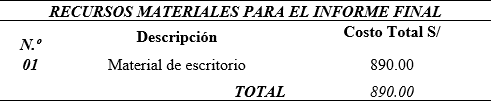 RECURSOS MATERIALES PARA EL INFORME FINAL
N.º Descripción Costo Total S/
01 Material de escritorio 890.00
TOTAL 890.00